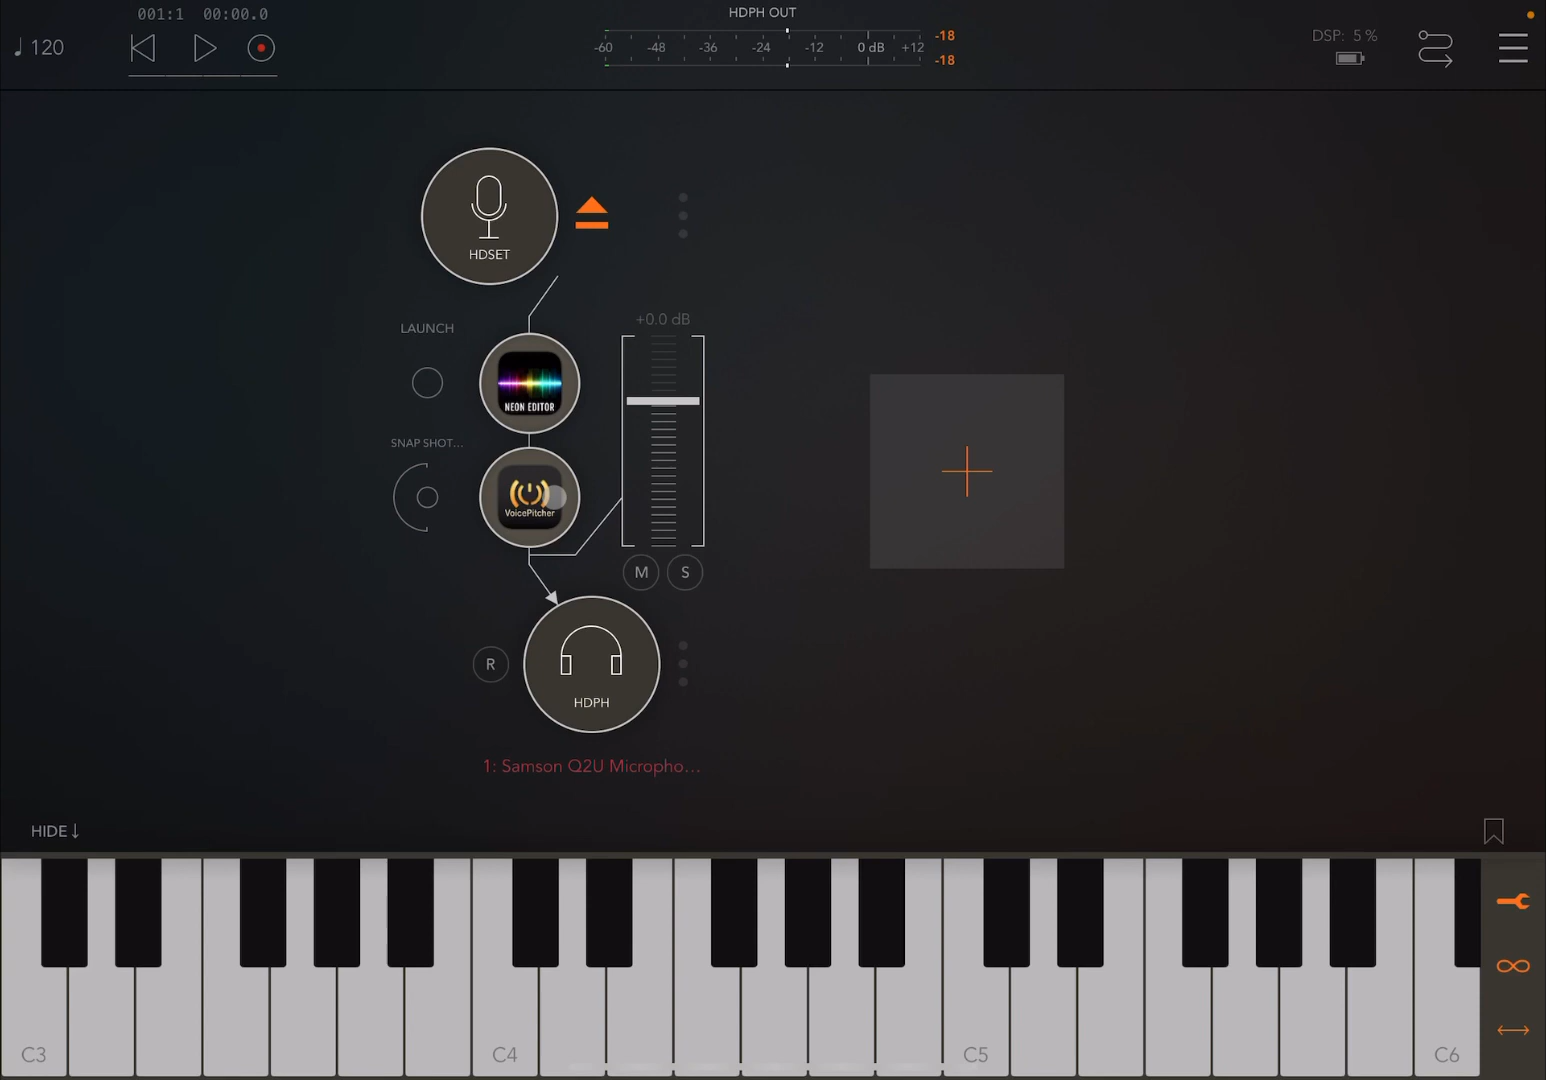 001:1 00:00.0
HDPH OUT
♩ 120
-60 -48 -36 -24 -12 0 dB +12
-18
-18
DSP: 5 %
HDSET
LAUNCH
+0.0 dB
NEON EDITOR
SNAP SHOT...
VoicePitcher
M S
R
HDPH
1: Samson Q2U Micropho...
HIDE↓
C3 C4 C5 C6